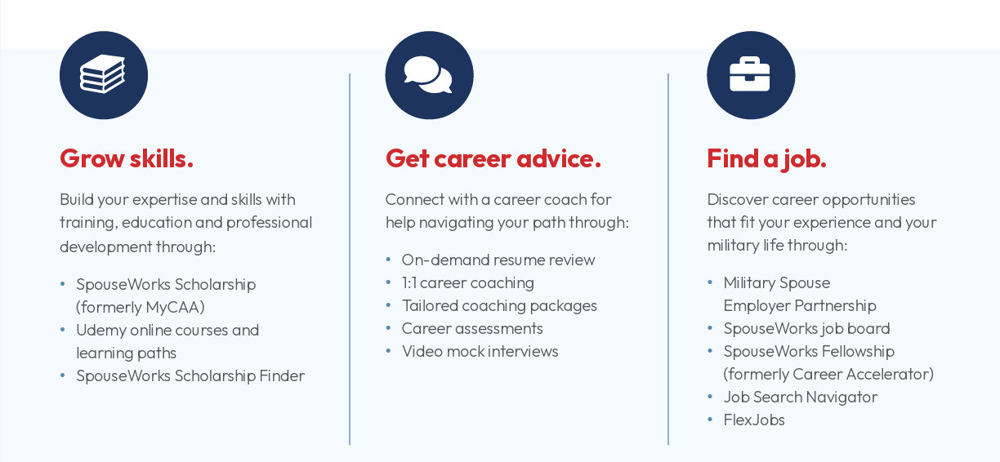 Grow skills.
Build your expertise and skills with
training, education and professional
development through:
• SpouseWorks Scholarship
(formerly MyCAA)
• Udemy online courses and
learning paths
• SpouseWorks Scholarship Finder
Get career advice.
Connect with a career coach for
help navigating your path through:
• On-demand resume review
• 1:1 career coaching
• Tailored coaching packages
• Career assessments
• Video mock interviews
Find a job.
Discover career opportunities
that fit your experience and your
military life through:
• Military Spouse
Employer Partnership
• SpouseWorks job board
• SpouseWorks Fellowship
(formerly Career Accelerator)
• Job Search Navigator
• FlexJobs